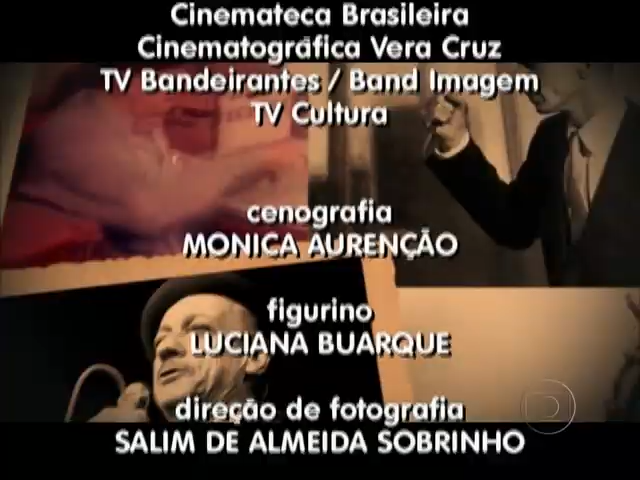 Cinemateca Brasileira
Cinematográfica Vera Cruz
TV Bandeirantes / Band Imagem
TV Cultura
cenografia
MONICA AURENÇÃO
figurino
LUCIANA BUARQUE
direção de fotografia
SALIM DE ALMEIDA SOBRINHO